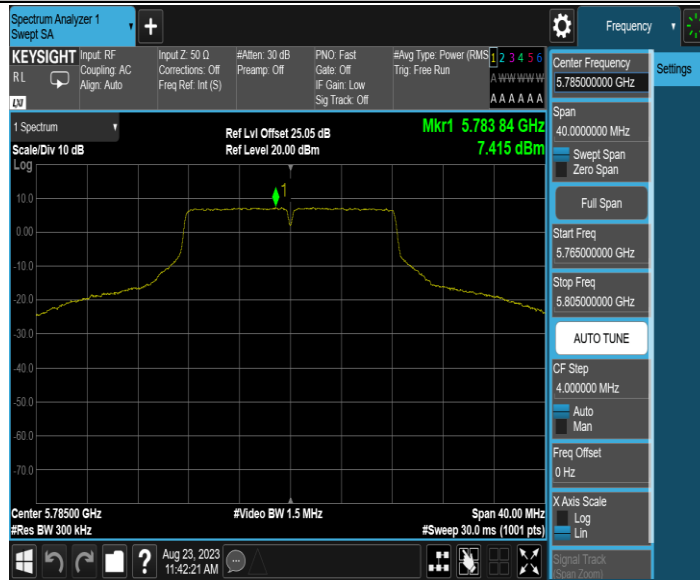 Spectrum Analyzer 1
Swept SA
+
Frequency
KEYSIGHT
RL
LXI
Input: RF
Coupling: AC
Align: Auto
Input Z: 50 Ω
Corrections: Off
Freq Ref: Int (S)
#Atten: 30 dB
Preamp: Off
PNO: Fast
Gate: Off
IF Gain: Low
Sig Track: Off
#Avg Type: Power (RMS
Trig: Free Run
1 2 3 4 5 6
A W W W W W
A A A A A A
1 Spectrum
Scale/Div 10 dB
Log
Ref Lvl Offset 25.05 dB
Ref Level 20.00 dBm
Mkr1 5.783 84 GHz
7.415 dBm
1
10.0
0.00
-10.0
-20.0
-30.0
-40.0
-50.0
-60.0
-70.0
Center 5.78500 GHz
#Res BW 300 kHz
#Video BW 1.5 MHz
Span 40.00 MHz
#Sweep 30.0 ms (1001 pts)
Center Frequency
5.785000000 GHz
Settings
Span
40.0000000 MHz
Swept Span
Zero Span
Full Span
Start Freq
5.765000000 GHz
Stop Freq
5.805000000 GHz
AUTO TUNE
CF Step
4.000000 MHz
Auto
Man
Freq Offset
0 Hz
X Axis Scale
Log
Lin
Signal Track
(Span Zoom)
?
Aug 23, 2023
11:42:21 AM